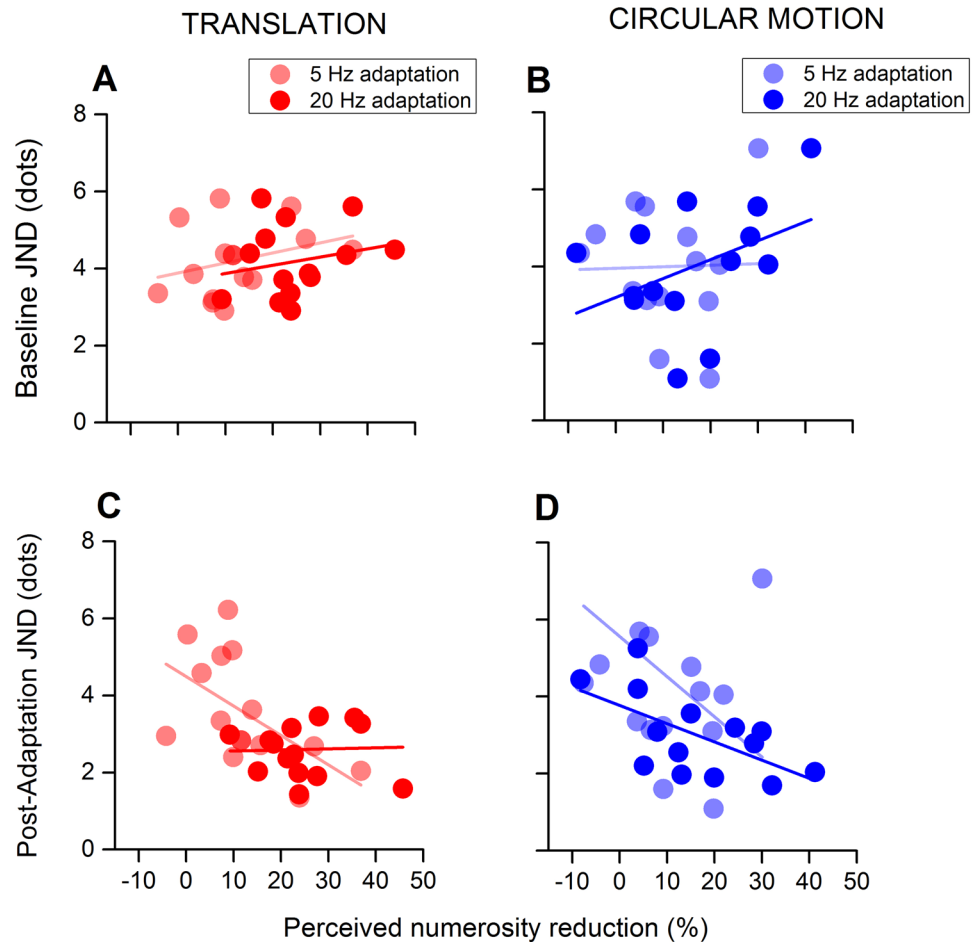 TRANSLATION
CIRCULAR MOTION
A
5 Hz adaptation
20 Hz adaptation
B
5 Hz adaptation
20 Hz adaptation
Baseline JND (dots)
8
6
4
2
0
C
D
Post-Adaptation JND (dots)
8
6
4
2
0
-10 0 10 20 30 40 50
-10 0 10 20 30 40 50
Perceived numerosity reduction (%)